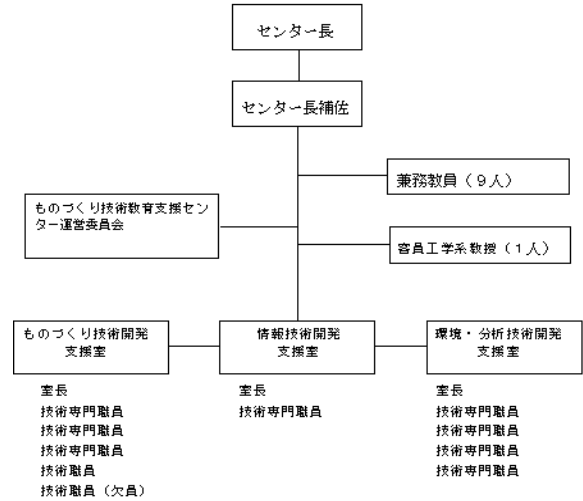 センター長
センター長補佐
兼務教員（９人）
ものづくり技術教育支援セン
ター運営委員会
客員工学系教授（１人）
ものづくり技術開発
支援室
情報技術開発
支援室
環境・分析技術開発
支援室
室長
技術専門職員
技術専門職員
技術専門職員
技術職員
技術職員（欠員）
室長
技術専門職員
室長
技術専門職員
技術専門職員
技術専門職員
技術専門職員